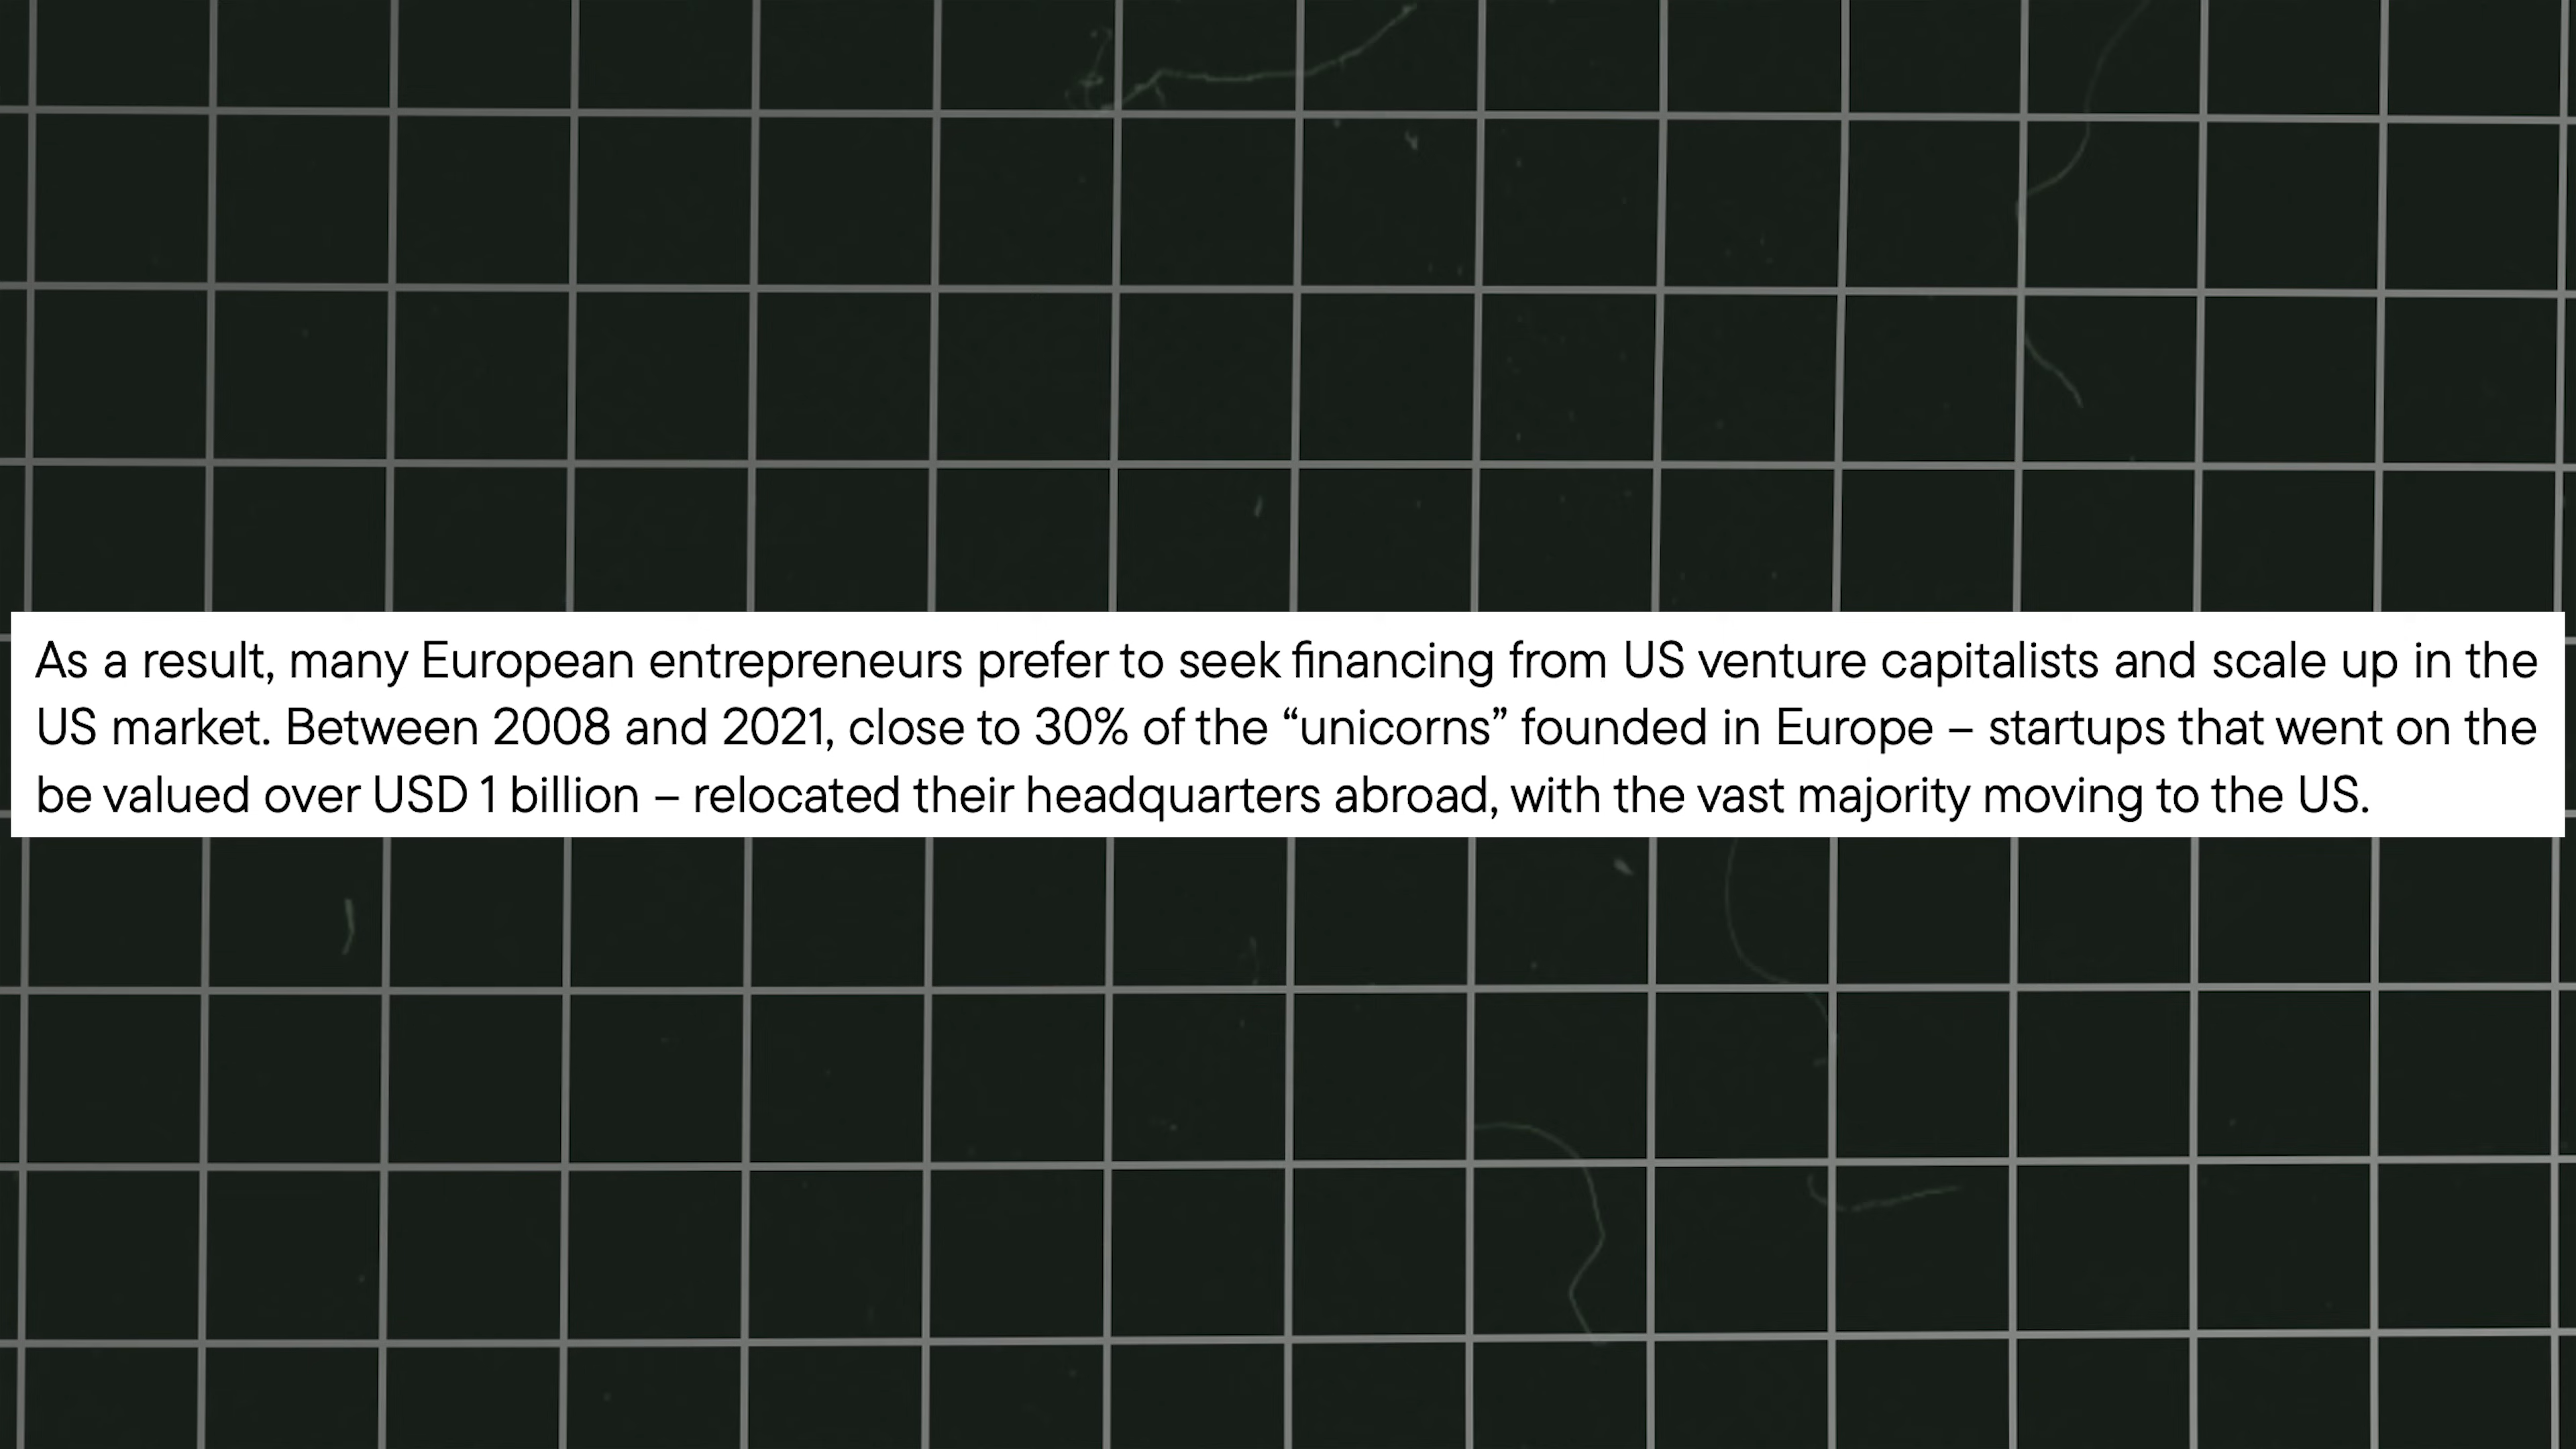 As a result, many European entrepreneurs prefer to seek financing from US venture capitalists and scale up in the
US market. Between 2008 and 2021, close to 30% of the “unicorns” founded in Europe – startups that went on the
be valued over USD 1 billion – relocated their headquarters abroad, with the vast majority moving to the US.